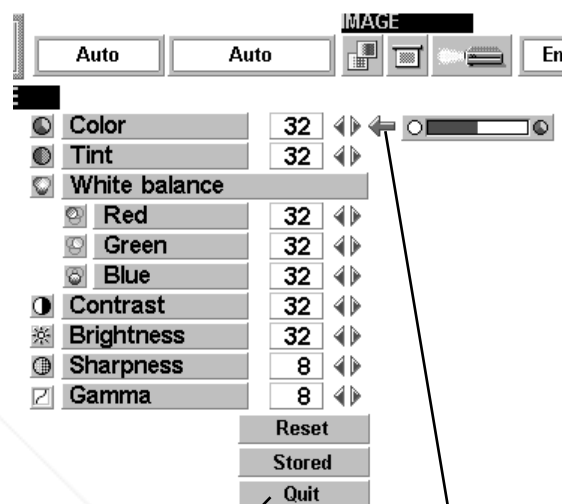 IMAGE
Auto
Auto
En
E
Color 32
Tint 32
White balance
Red 32
Green 32
Blue 32
Contrast 32
Brightness 32
Sharpness 8
Gamma 8
Reset
Stored
Quit